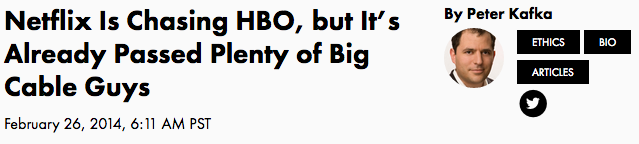 Netflix Is Chasing HBO, but It's
Already Passed Plenty of Big
Cable Guys
February 26, 2014, 6:11 AM PST
By Peter Kafka
ETHICS
BIO
ARTICLES